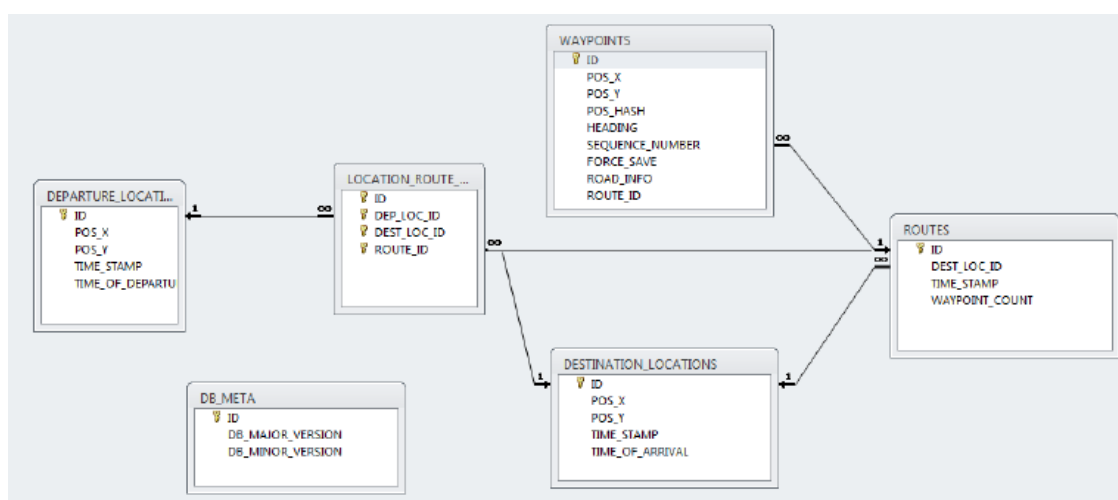 WAYPOINTS
ID
POS_X
POS_Y
POS_HASH
HEADING
SEQUENCE_NUMBER
FORCE_SAVE
ROAD_INFO
ROUTE_ID
DEPARTURE_LOCATI...
ID
POS_X
POS_Y
TIME_STAMP
TIME_OF_DEPARTU
1
∞
LOCATION_ROUTE_...
ID
DEP_LOC_ID
DEST_LOC_ID
ROUTE_ID
∞
∞
1
∞
ROUTES
ID
DEST_LOC_ID
TIME_STAMP
WAYPOINT_COUNT
DESTINATION_LOCATIONS
ID
POS_X
POS_Y
TIME_STAMP
TIME_OF_ARRIVAL
1
1
DB_META
ID
DB_MAJOR_VERSION
DB_MINOR_VERSION